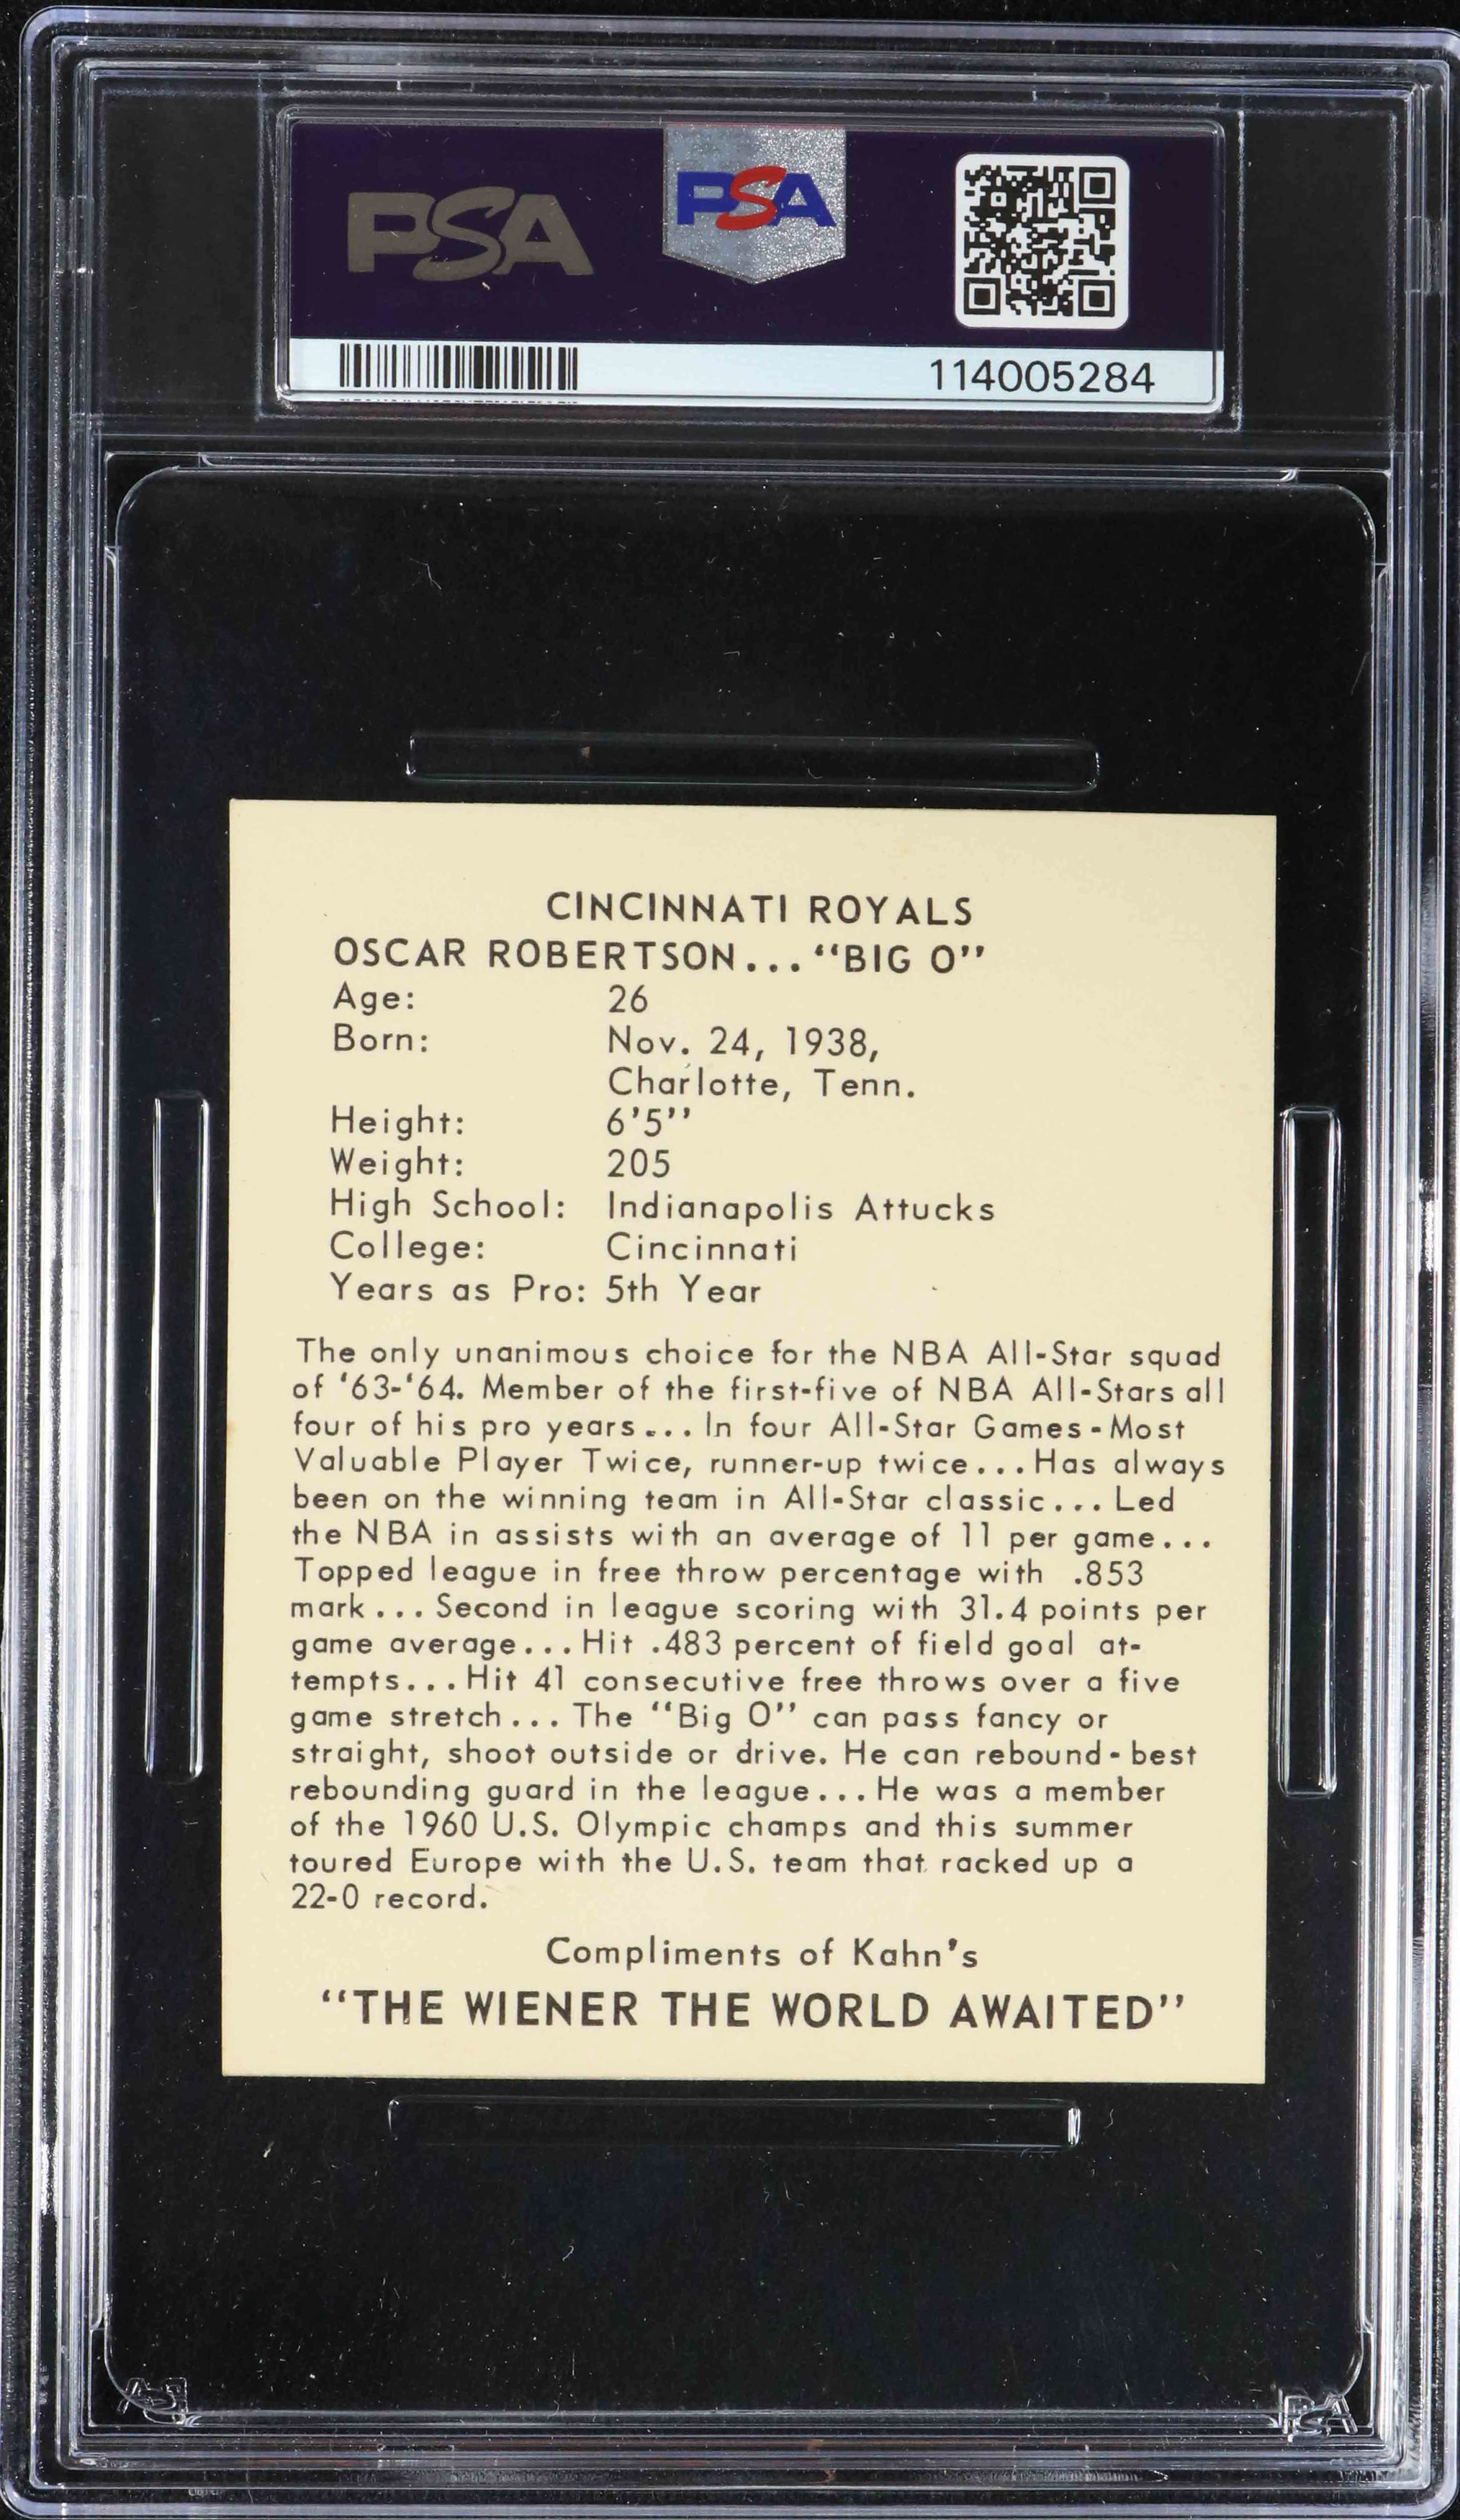 PSA
PSA
114005284
CINCINNATI ROYALS
OSCAR ROBERTSON... “BIG O”
Age: 26
Born: Nov. 24, 1938,
Charlotte, Tenn.
Height: 6’5’’
Weight: 205
High School: Indianapolis Attucks
College: Cincinnati
Years as Pro: 5th Year
The only unanimous choice for the NBA All-Star squad
of ‘63-‘64. Member of the first-five of NBA All-Stars all
four of his pro years... In four All-Star Games - Most
Valuable Player Twice, runner-up twice... Has always
been on the winning team in All-Star classic... Led
the NBA in assists with an average of 11 per game...
Topped league in free throw percentage with .853
mark... Second in league scoring with 31.4 points per
game average... Hit .483 percent of field goal at-
tempts... Hit 41 consecutive free throws over a five
game stretch... The “Big O” can pass fancy or
straight, shoot outside or drive. He can rebound - best
rebounding guard in the league... He was a member
of the 1960 U.S. Olympic champs and this summer
toured Europe with the U.S. team that racked up a
22-0 record.
Compliments of Kahn’s
“THE WIENER THE WORLD AWAITED”
PSA
PSA